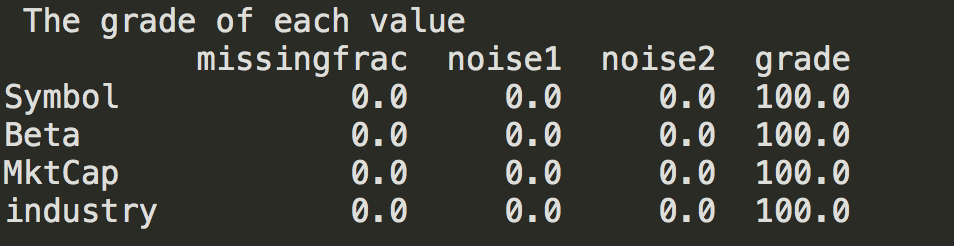 The grade of each value
missingfrac noise1 noise2 grade
Symbol 0.0 0.0 0.0 100.0
Beta 0.0 0.0 0.0 100.0
MktCap 0.0 0.0 0.0 100.0
industry 0.0 0.0 0.0 100.0